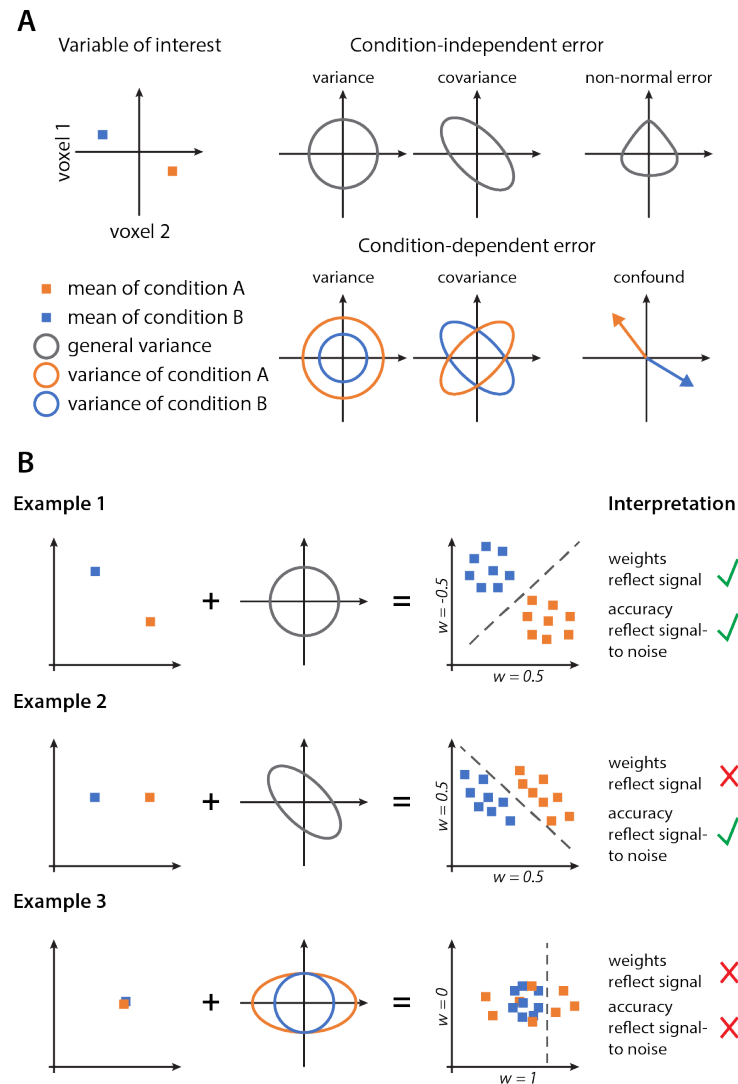 A
Variable of interest
Condition-independent error
variance
covariance
non-normal error
voxel 1
voxel 2
Condition-dependent error
variance
covariance
confound
mean of condition A
mean of condition B
general variance
variance of condition A
variance of condition B
B
Example 1
Interpretation
+
=
w = -0.5
w = 0.5
weights
reflect signal
accuracy
reflect signal-
to noise
Example 2
+
=
w = 0.5
w = 0.5
weights
reflect signal
accuracy
reflect signal-
to noise
Example 3
+
=
w = 0
w = 1
weights
reflect signal
accuracy
reflect signal-
to noise